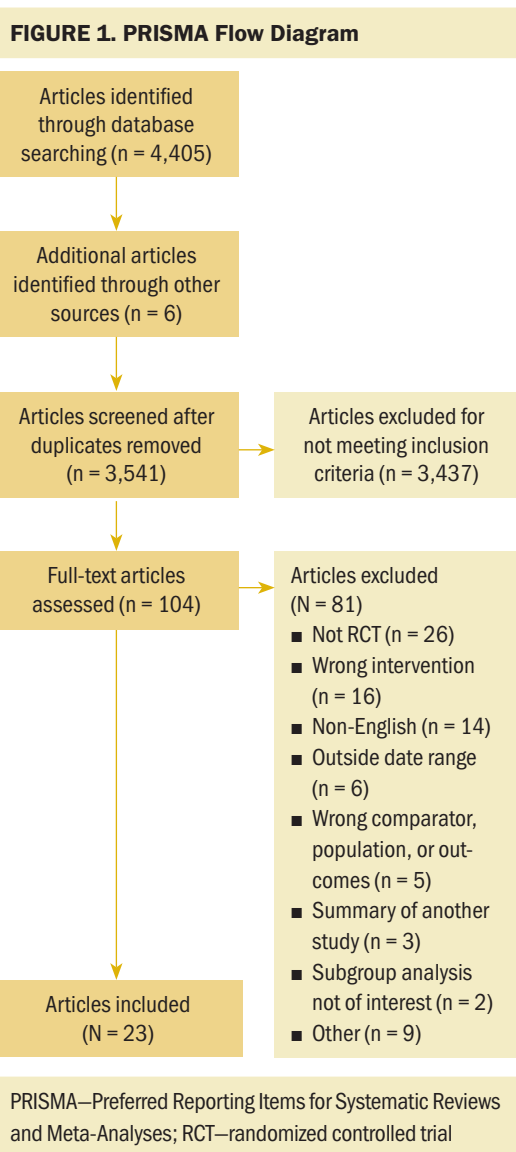 FIGURE 1. PRISMA Flow Diagram
Articles identified
through database
searching (n = 4,405)
Additional articles
identified through other
sources (n = 6)
Articles screened after
duplicates removed
(n = 3,541)
Articles excluded for
not meeting inclusion
criteria (n = 3,437)
Full-text articles
assessed (n = 104)
Articles excluded
(N = 81)
■ Not RCT (n = 26)
■ Wrong intervention
(n = 16)
■ Non-English (n = 14)
■ Outside date range
(n = 6)
■ Wrong comparator,
population, or out-
comes (n = 5)
■ Summary of another
study (n = 3)
■ Subgroup analysis
not of interest (n = 2)
■ Other (n = 9)
Articles included
(N = 23)
PRISMA—Preferred Reporting Items for Systematic Reviews
and Meta-Analyses; RCT—randomized controlled trial